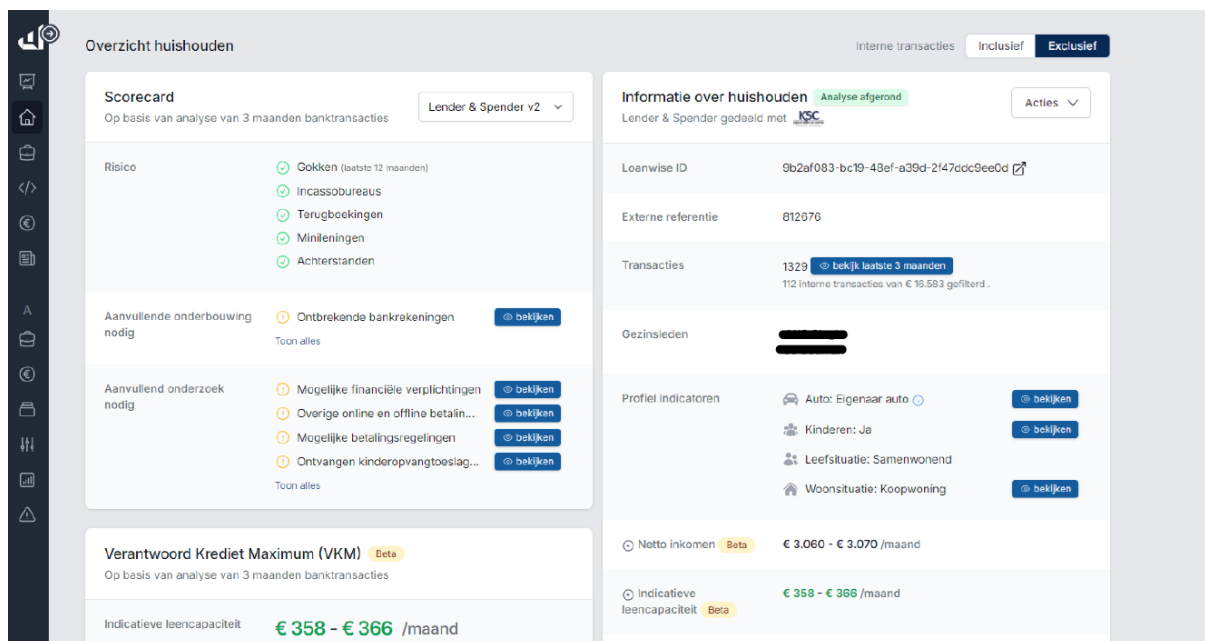 Overzicht huishouden
Interne transacties Inclusief Exclusief
Scorecard
Op basis van analyse van 3 maanden banktransacties
Lender & Spender v2
Risico
Gokken (laatste 12 maanden)
Incassobureaus
Terugboekingen
Minileningen
Achterstanden
Aanvullende onderbouwing nodig
Ontbrekende bankrekeningen bekijken
Toon alles
Aanvullend onderzoek nodig
Mogelijke financiële verplichtingen bekijken
Overige online en offline betalin... bekijken
Mogelijke betalingsregelingen bekijken
Ontvangen kinderopvangtoeslag... bekijken
Toon alles
Verantwoord Krediet Maximum (VKM) Beta
Op basis van analyse van 3 maanden banktransacties
Indicatieve leencapaciteit € 358 - € 366 /maand
Informatie over huishouden Analyse afgerond
Lender & Spender gedeeld met KSC
Acties
Loanwise ID 9b2af083-bc19-48ef-a39d-2f47ddc9ee0d
Externe referentie 812676
Transacties 1329 bekijk laatste 3 maanden
112 interne transacties van € 16.583 gefilterd .
Gezinsleden
Profiel indicatoren
Auto: Eigenaar auto bekijken
Kinderen: Ja bekijken
Leefsituatie: Samenwonend
Woonsituatie: Koopwoning bekijken
Netto inkomen Beta € 3.060 - € 3.070 /maand
Indicatieve leencapaciteit Beta € 358 - € 366 /maand
A